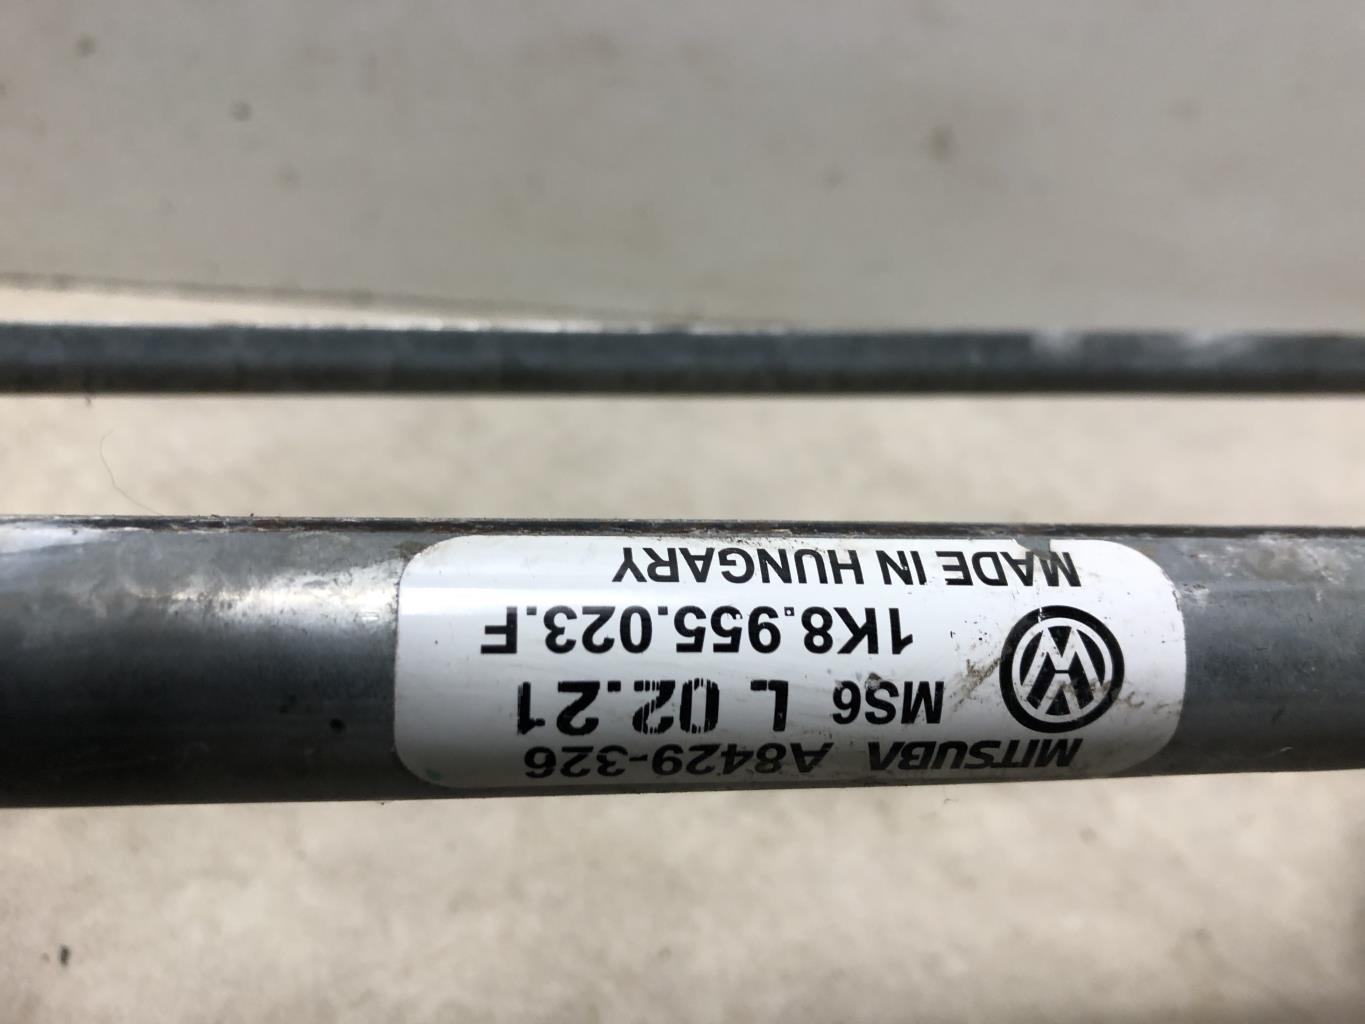 MITSUBA A8429-326
MS6 L 02.21
1K8.955.023.F
MADE IN HUNGARY